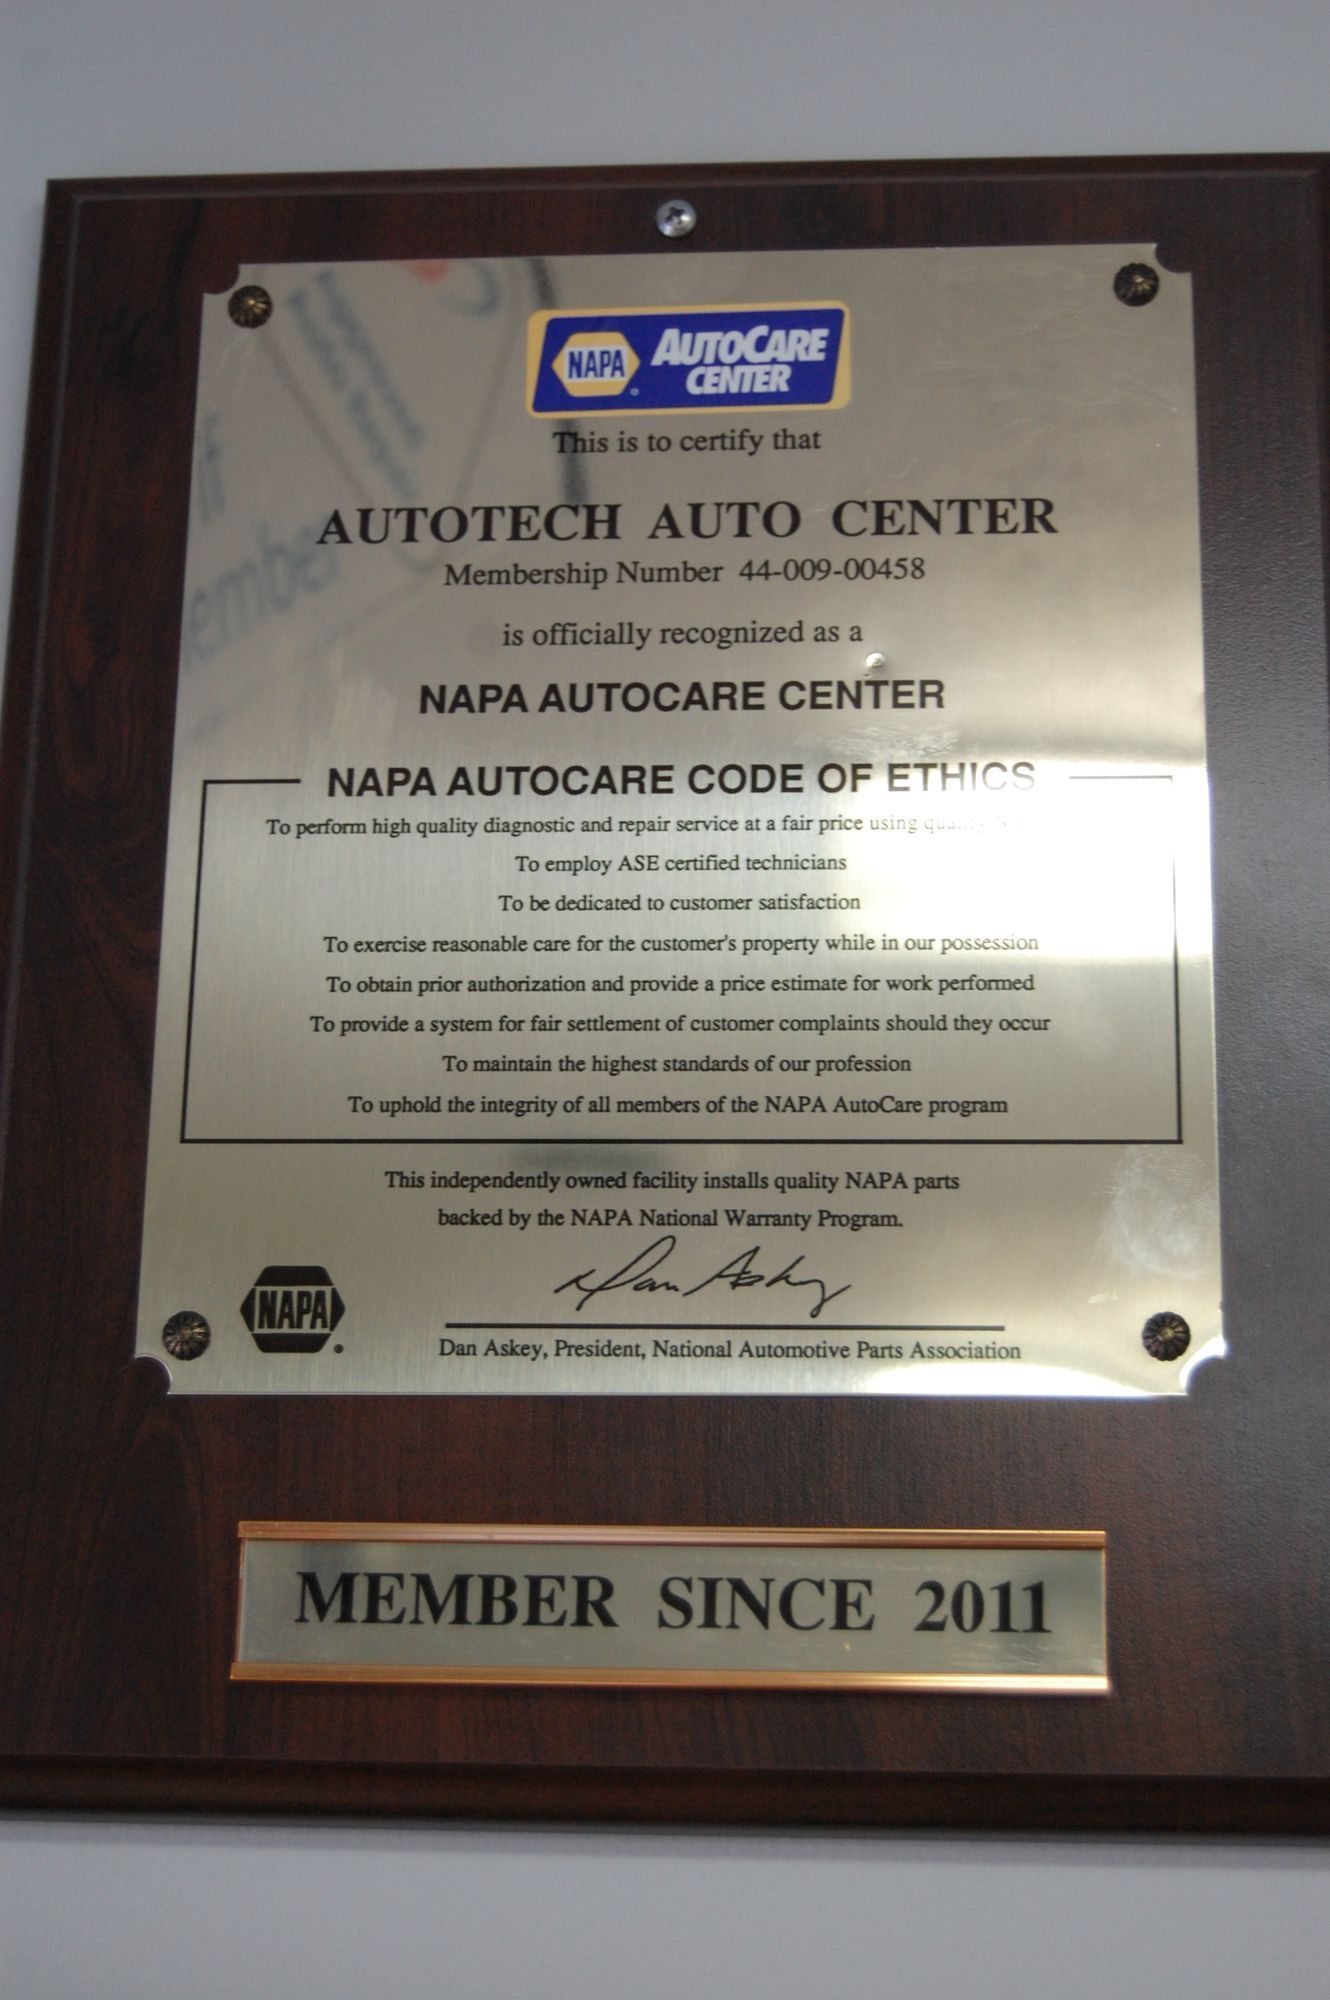 NAPA AUTOCARE
CENTER
This is to certify that
AUTOTECH AUTO CENTER
Membership Number 44-009-00458
is officially recognized as a
NAPA AUTOCARE CENTER
NAPA AUTOCARE CODE OF ETHICS
To perform high quality diagnostic and repair service at a fair price using quality
To employ ASE certified technicians
To be dedicated to customer satisfaction
To exercise reasonable care for the customer's property while in our possession
To obtain prior authorization and provide a price estimate for work performed
To provide a system for fair settlement of customer complaints should they occur
To maintain the highest standards of our profession
To uphold the integrity of all members of the NAPA AutoCare program
This independently owned facility installs quality NAPA parts
backed by the NAPA National Warranty Program.
Dan Askey
NAPA
Dan Askey, President, National Automotive Parts Association
MEMBER SINCE 2011